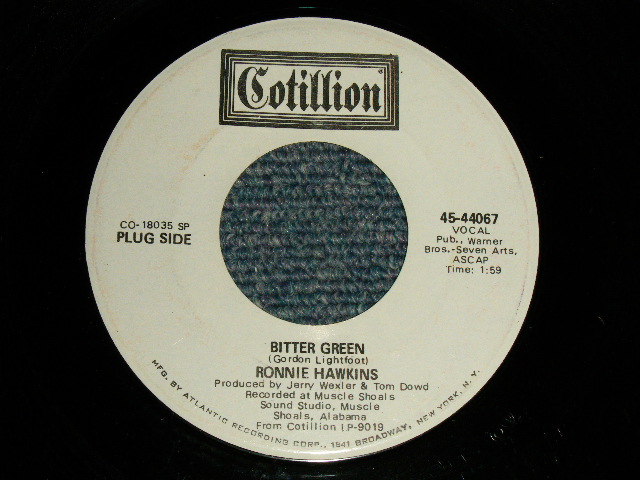 Cotillion
CO-18035 SP
PLUG SIDE
45-44067
VOCAL
Pub., Warner
Bros.-Seven Arts,
ASCAP
Time: 1:59
BITTER GREEN
(Gordon Lightfoot)
RONNIE HAWKINS
Produced by Jerry Wexler & Tom Dowd
Recorded at Muscle Shoals
Sound Studio, Muscle
Shoals, Alabama
From Cotillion LP-9019
MFG. BY ATLANTIC RECORDING CORP., 1841 BROADWAY, NEW YORK, N. Y.